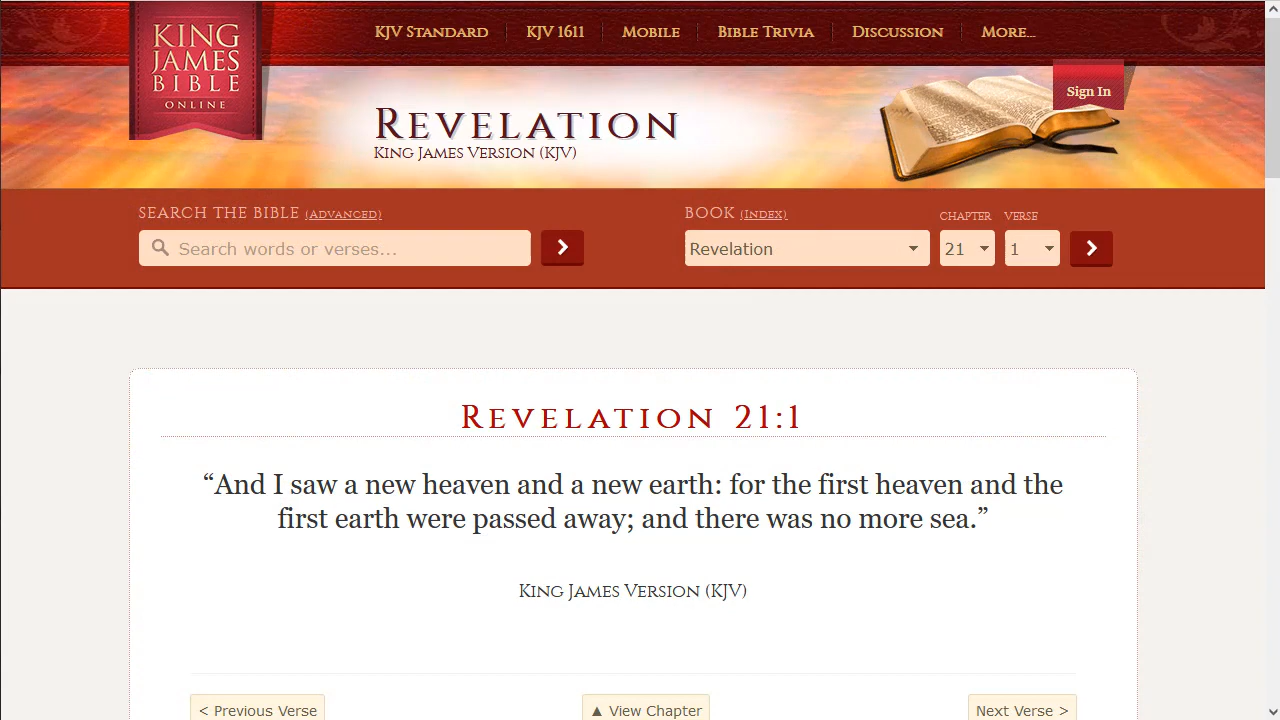 KING
JAMES
BIBLE
ONLINE
KJV Standard
KJV 1611
Mobile
Bible Trivia
Discussion
More...
Sign In
Revelation
King James Version (KJV)
SEARCH THE BIBLE (Advanced)
Search words or verses...
BOOK (Index)
CHAPTER
VERSE
Revelation
21
1
Revelation 21:1
“And I saw a new heaven and a new earth: for the first heaven and the
first earth were passed away; and there was no more sea.”
King James Version (KJV)
< Previous Verse
▲ View Chapter
Next Verse >